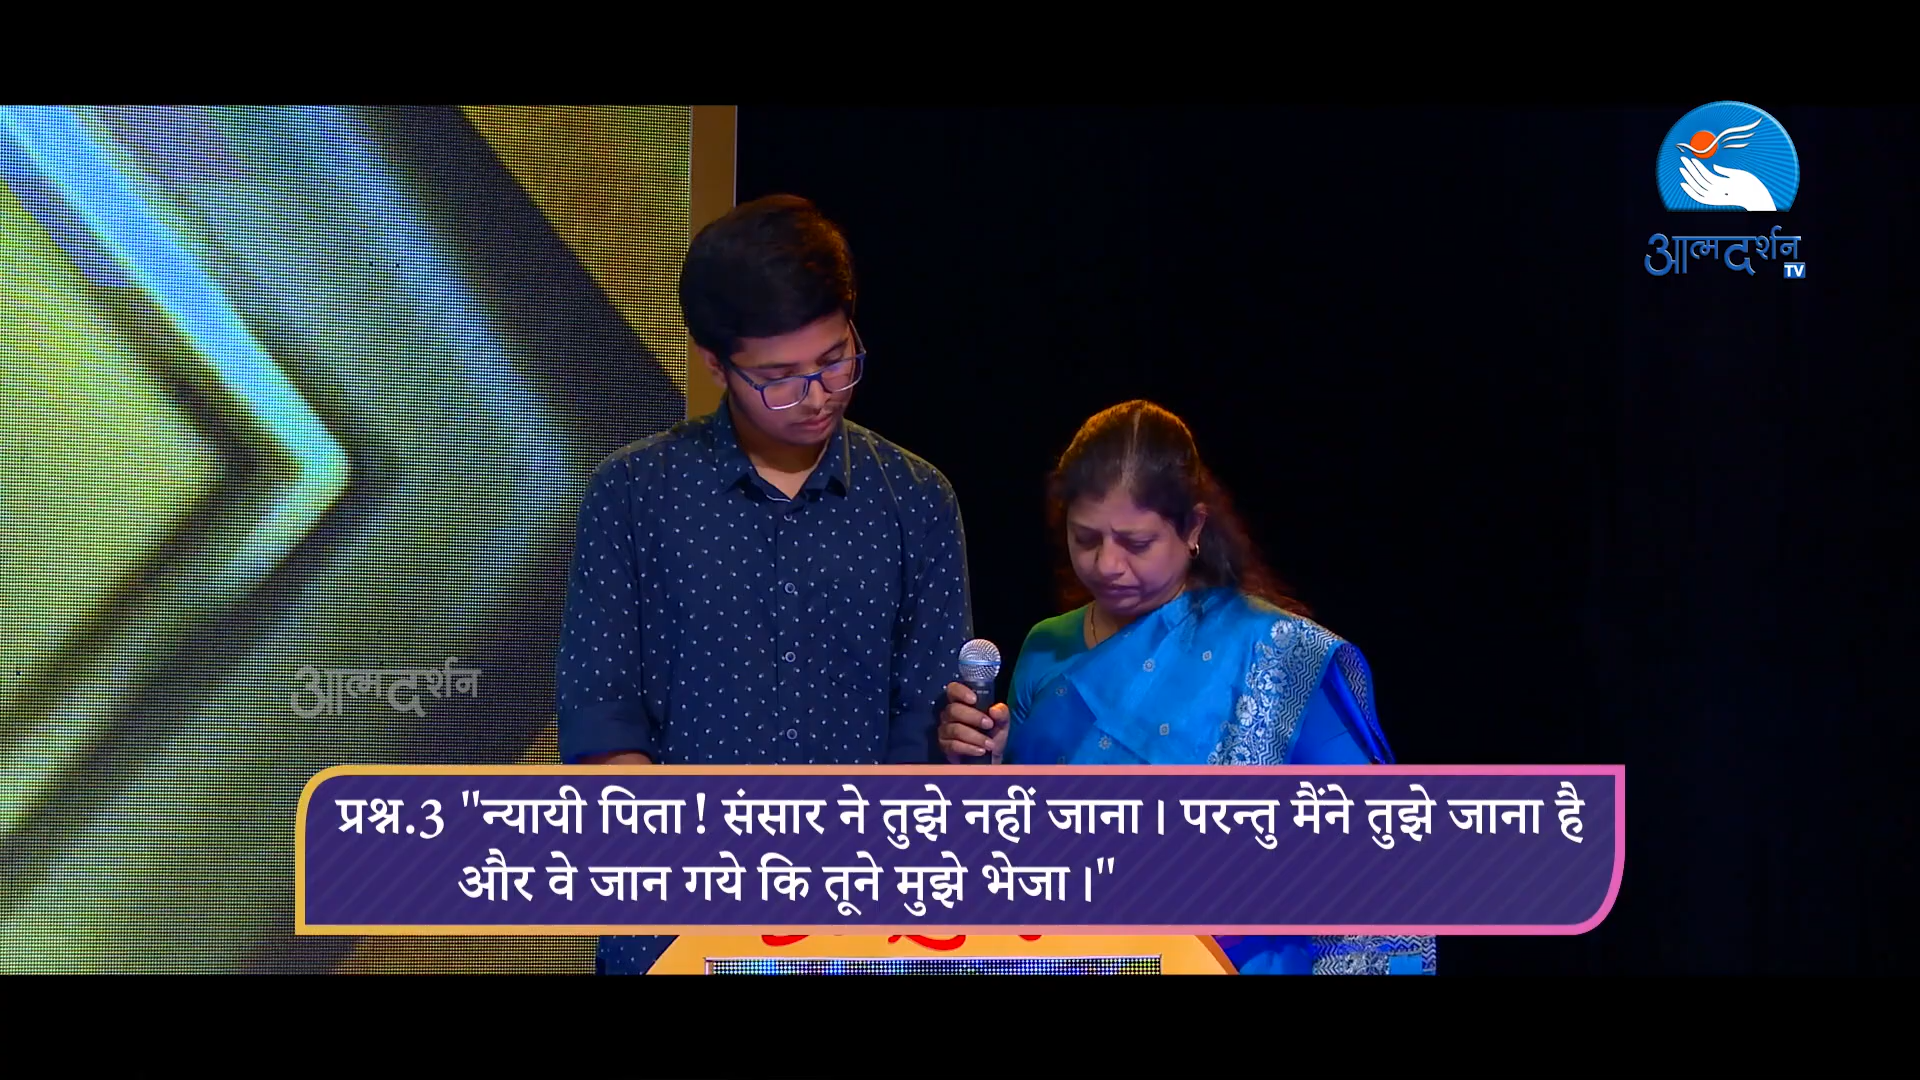 आत्मदर्शन
TV
आत्मदर्शन
प्रश्न.3 "न्यायी पिता! संसार ने तुझे नहीं जाना। परन्तु मैंने तुझे जाना है
और वे जान गये कि तूने मुझे भेजा।"